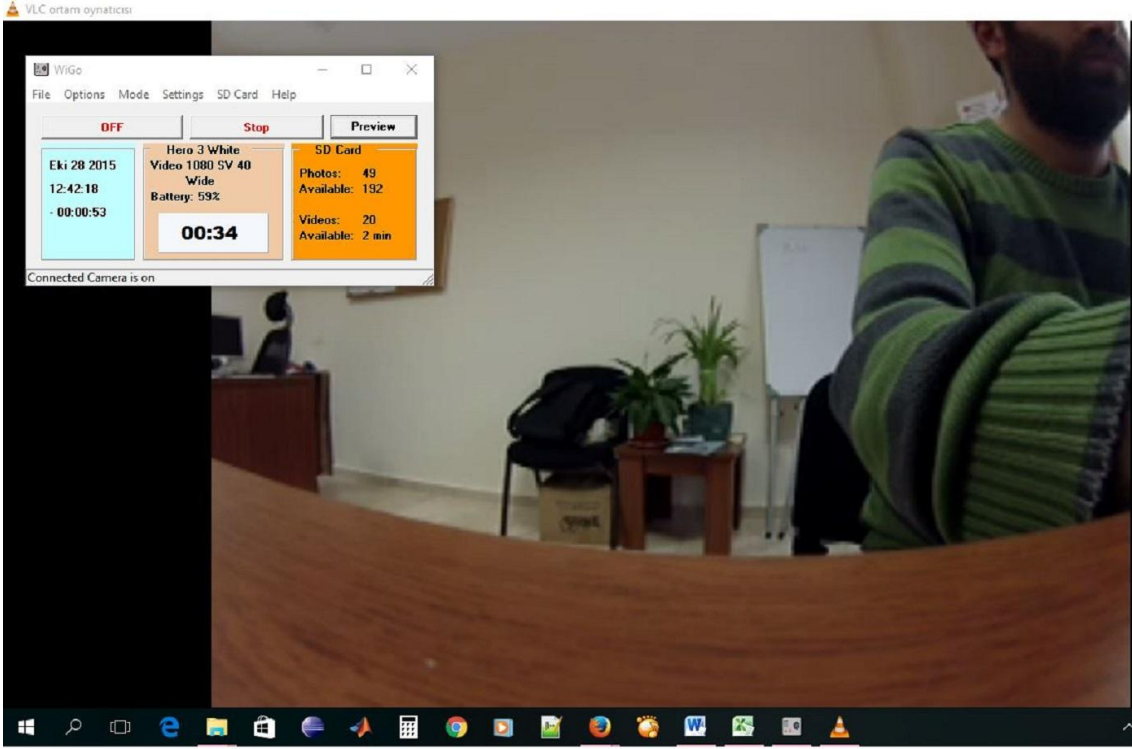 VLC ortam oynatıcısı
WiGo
File Options Mode Settings SD Card Help
OFF Stop Preview
Eki 28 2015
12:42:18
- 00:00:53
Hero 3 White
Video 1080 SV 40
Wide
Battery: 59%
00:34
SD Card
Photos: 49
Available: 192
Videos: 20
Available: 2 min
Connected Camera is on